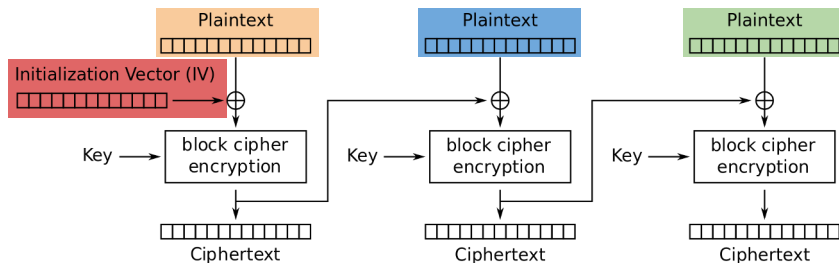 Plaintext
Plaintext
Plaintext
Initialization Vector (IV)
Key
block cipher
encryption
Key
block cipher
encryption
Key
block cipher
encryption
Ciphertext
Ciphertext
Ciphertext